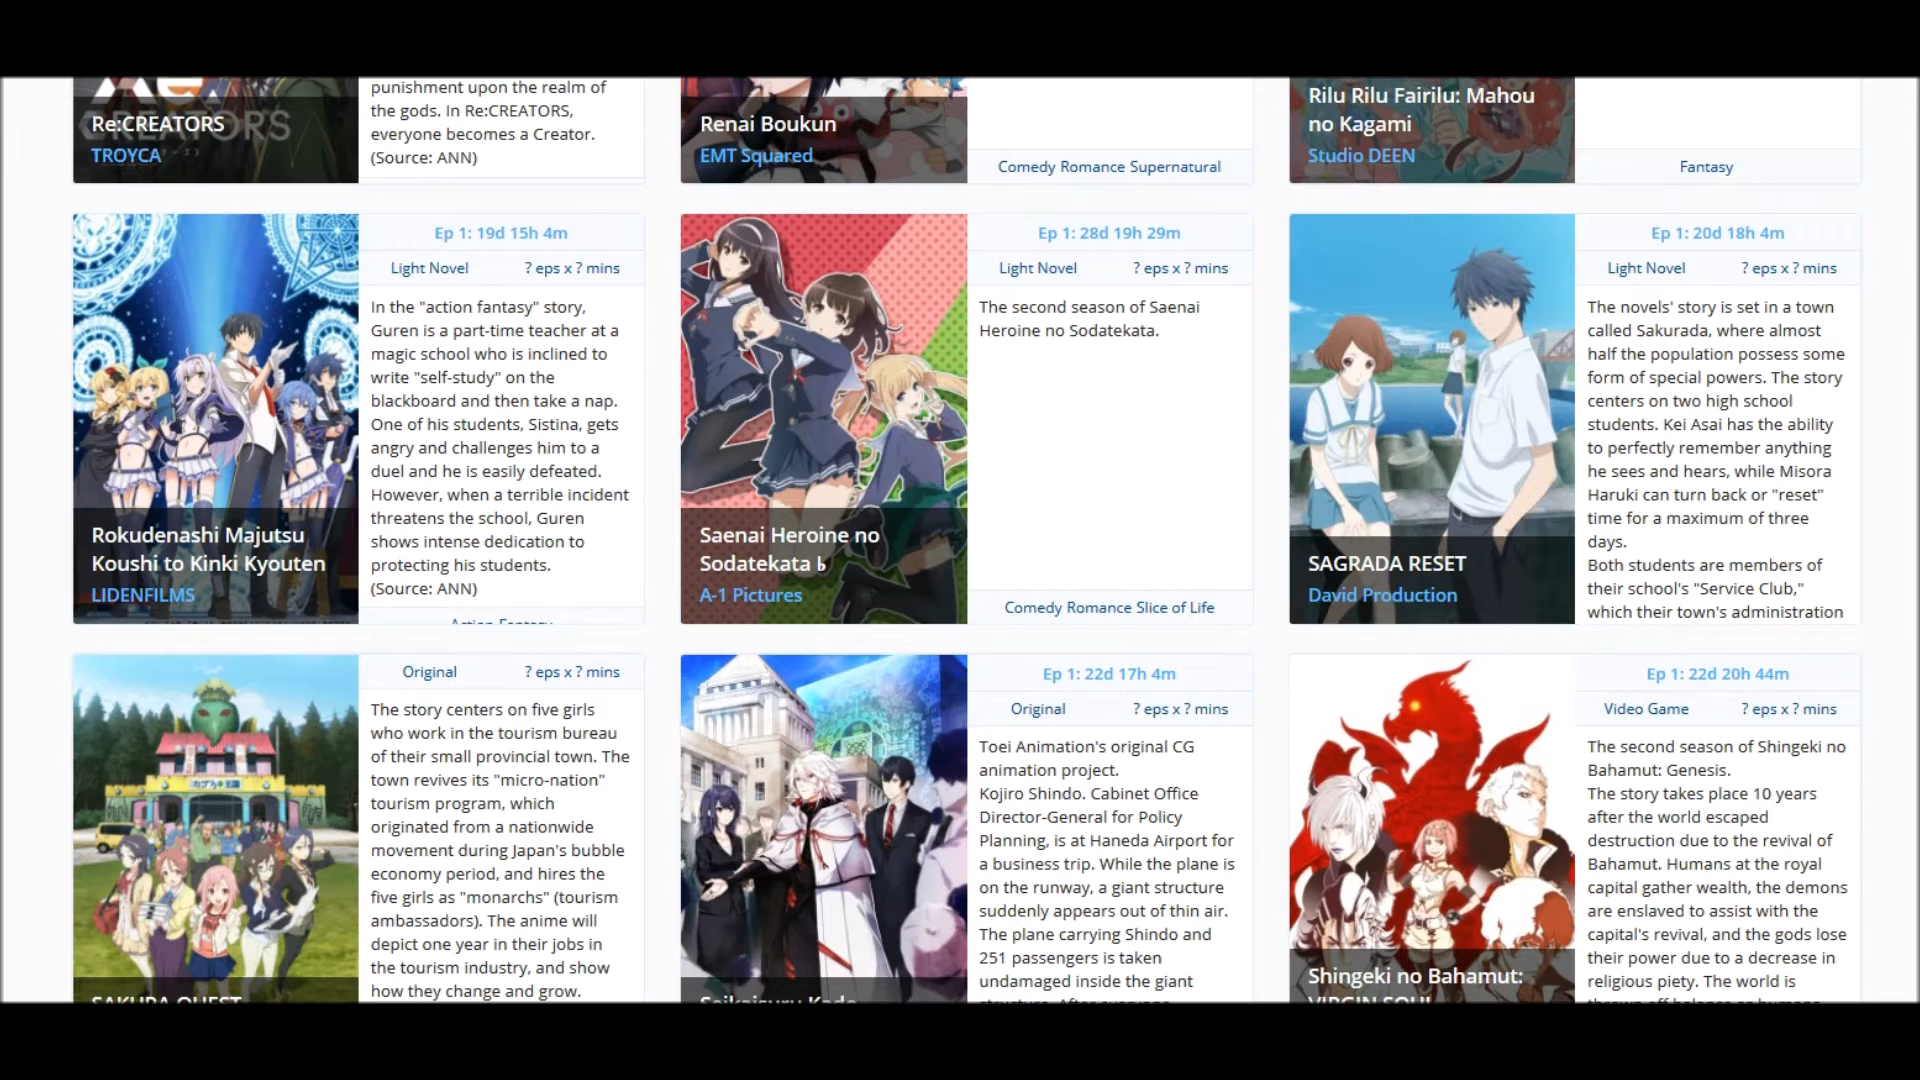 punishment upon the realm of
the gods. In Re:CREATORS,
everyone becomes a Creator.
(Source: ANN)
Re:CREATORS
TROYCA
Renai Boukun
EMT Squared
Comedy Romance Supernatural
Rilu Rilu Fairilu: Mahou
no Kagami
Studio DEEN
Fantasy
Rokudenashi Majutsu
Koushi to Kinki Kyouten
LIDENFILMS
Ep 1: 19d 15h 4m
Light Novel ? eps x ? mins
In the "action fantasy" story,
Guren is a part-time teacher at a
magic school who is inclined to
write "self-study" on the
blackboard and then take a nap.
One of his students, Sistina, gets
angry and challenges him to a
duel and he is easily defeated.
However, when a terrible incident
threatens the school, Guren
shows intense dedication to
protecting his students.
(Source: ANN)
Action Fantasy
Saenai Heroine no
Sodatekata ♭
A-1 Pictures
Ep 1: 28d 19h 29m
Light Novel ? eps x ? mins
The second season of Saenai
Heroine no Sodatekata.
Comedy Romance Slice of Life
SAGRADA RESET
David Production
Ep 1: 20d 18h 4m
Light Novel ? eps x ? mins
The novels' story is set in a town
called Sakurada, where almost
half the population possess some
form of special powers. The story
centers on two high school
students. Kei Asai has the ability
to perfectly remember anything
he sees and hears, while Misora
Haruki can turn back or "reset"
time for a maximum of three
days.
Both students are members of
their school's "Service Club,"
which their town's administration
SAKURA QUEST
Original ? eps x ? mins
The story centers on five girls
who work in the tourism bureau
of their small provincial town. The
town revives its "micro-nation"
tourism program, which
originated from a nationwide
movement during Japan's bubble
economy period, and hires the
five girls as "monarchs" (tourism
ambassadors). The anime will
depict one year in their jobs in
the tourism industry, and show
how they change and grow.
Seikaisuru Kado
Ep 1: 22d 17h 4m
Original ? eps x ? mins
Toei Animation's original CG
animation project.
Kojiro Shindo. Cabinet Office
Director-General for Policy
Planning, is at Haneda Airport for
a business trip. While the plane is
on the runway, a giant structure
suddenly appears out of thin air.
The plane carrying Shindo and
251 passengers is taken
undamaged inside the giant
structure. After everyone
Shingeki no Bahamut:
VIRGIN SOUL
Ep 1: 22d 20h 44m
Video Game ? eps x ? mins
The second season of Shingeki no
Bahamut: Genesis.
The story takes place 10 years
after the world escaped
destruction due to the revival of
Bahamut. Humans at the royal
capital gather wealth, the demons
are enslaved to assist with the
capital's revival, and the gods lose
their power due to a decrease in
religious piety. The world is
thrown off balance as humans